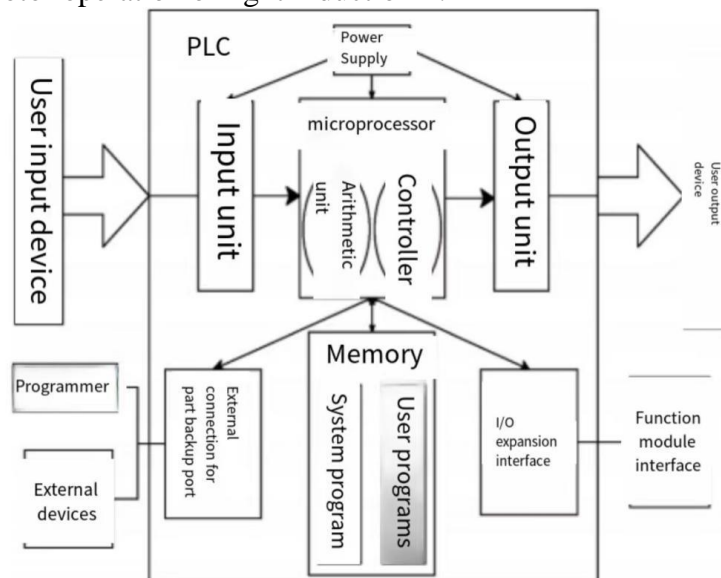 PLC
Power
Supply
User input device
Input unit
microprocessor
Arithmetic
unit
Controller
Output unit
User output
device
Programmer
External
devices
External
connection for
part backup port
Memory
System program
User programs
I/O
expansion
interface
Function
module
interface